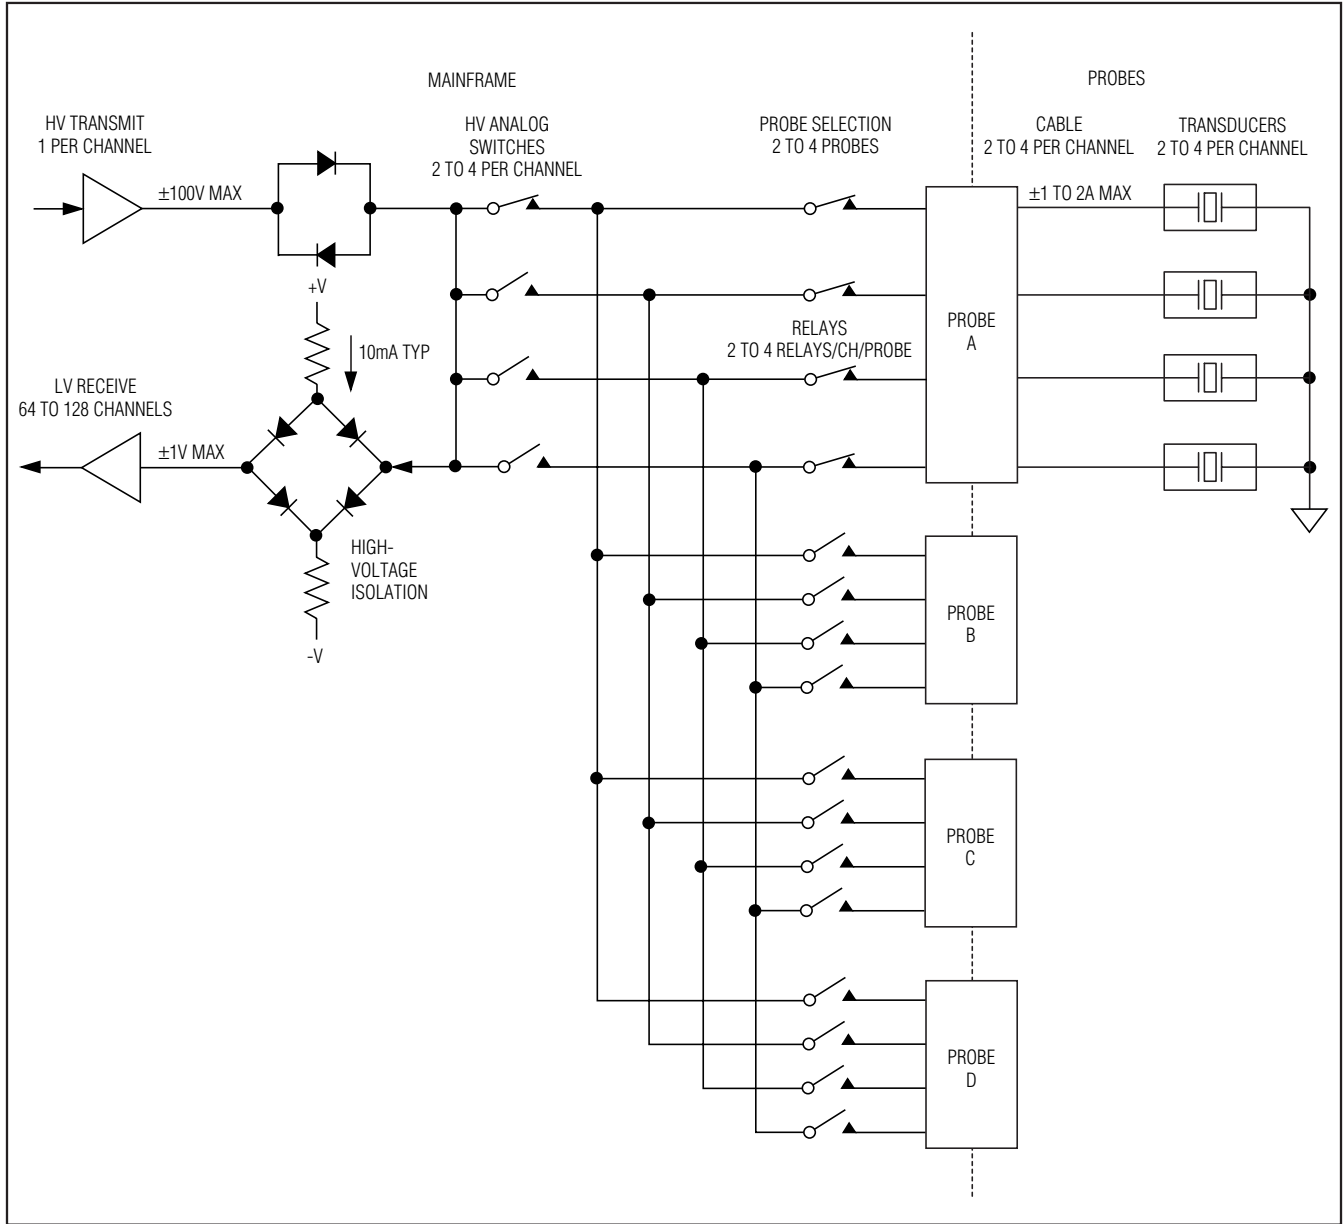 MAINFRAME
PROBES
HV TRANSMIT
1 PER CHANNEL
HV ANALOG
SWITCHES
2 TO 4 PER CHANNEL
PROBE SELECTION
2 TO 4 PROBES
CABLE
2 TO 4 PER CHANNEL
TRANSDUCERS
2 TO 4 PER CHANNEL
±100V MAX
±1 TO 2A MAX
+V
10mA TYP
RELAYS
2 TO 4 RELAYS/CH/PROBE
PROBE
A
LV RECEIVE
64 TO 128 CHANNELS
±1V MAX
HIGH-
VOLTAGE
ISOLATION
-V
PROBE
B
PROBE
C
PROBE
D